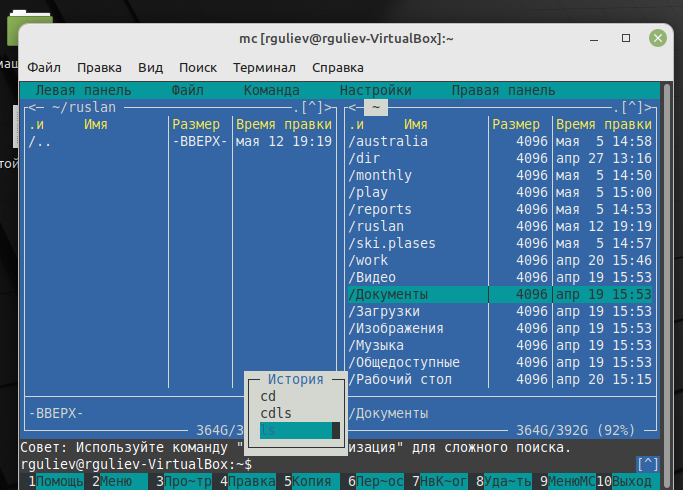 mc [rguliev@rguliev-VirtualBox]:~
Файл Правка Вид Поиск Терминал Справка
Левая панель Файл Команда Настройки Правая панель
<— ~/ruslan .[^]> <— ~ .[^]>
.и Имя Размер Время правки .и Имя Размер Время правки
/.. -ВВЕРХ- мая 12 19:19 /australia 4096 мая 5 14:58
/dir 4096 апр 27 13:16
/monthly 4096 мая 5 14:50
/play 4096 мая 5 15:00
/reports 4096 мая 5 14:53
/ruslan 4096 мая 12 19:19
/ski.plases 4096 мая 5 14:57
/work 4096 апр 20 15:46
/Видео 4096 апр 19 15:53
/Документы 4096 апр 19 15:53
/Загрузки 4096 апр 19 15:53
/Изображения 4096 апр 19 15:53
/Музыка 4096 апр 19 15:53
/Общедоступные 4096 апр 19 15:53
/Рабочий стол 4096 апр 20 15:15
История
cd
cdls
ls
-ВВЕРХ- /Документы
364G/3 364G/392G (92%)
Совет: Используйте команду " изация" для сложного поиска.
rguliev@rguliev-VirtualBox:~$ [^]
1Помощь 2Меню 3Про~тр 4Правка 5Копия 6Пер~ос 7НвК~ог 8Уда~ть 9МенюMC 10Выход